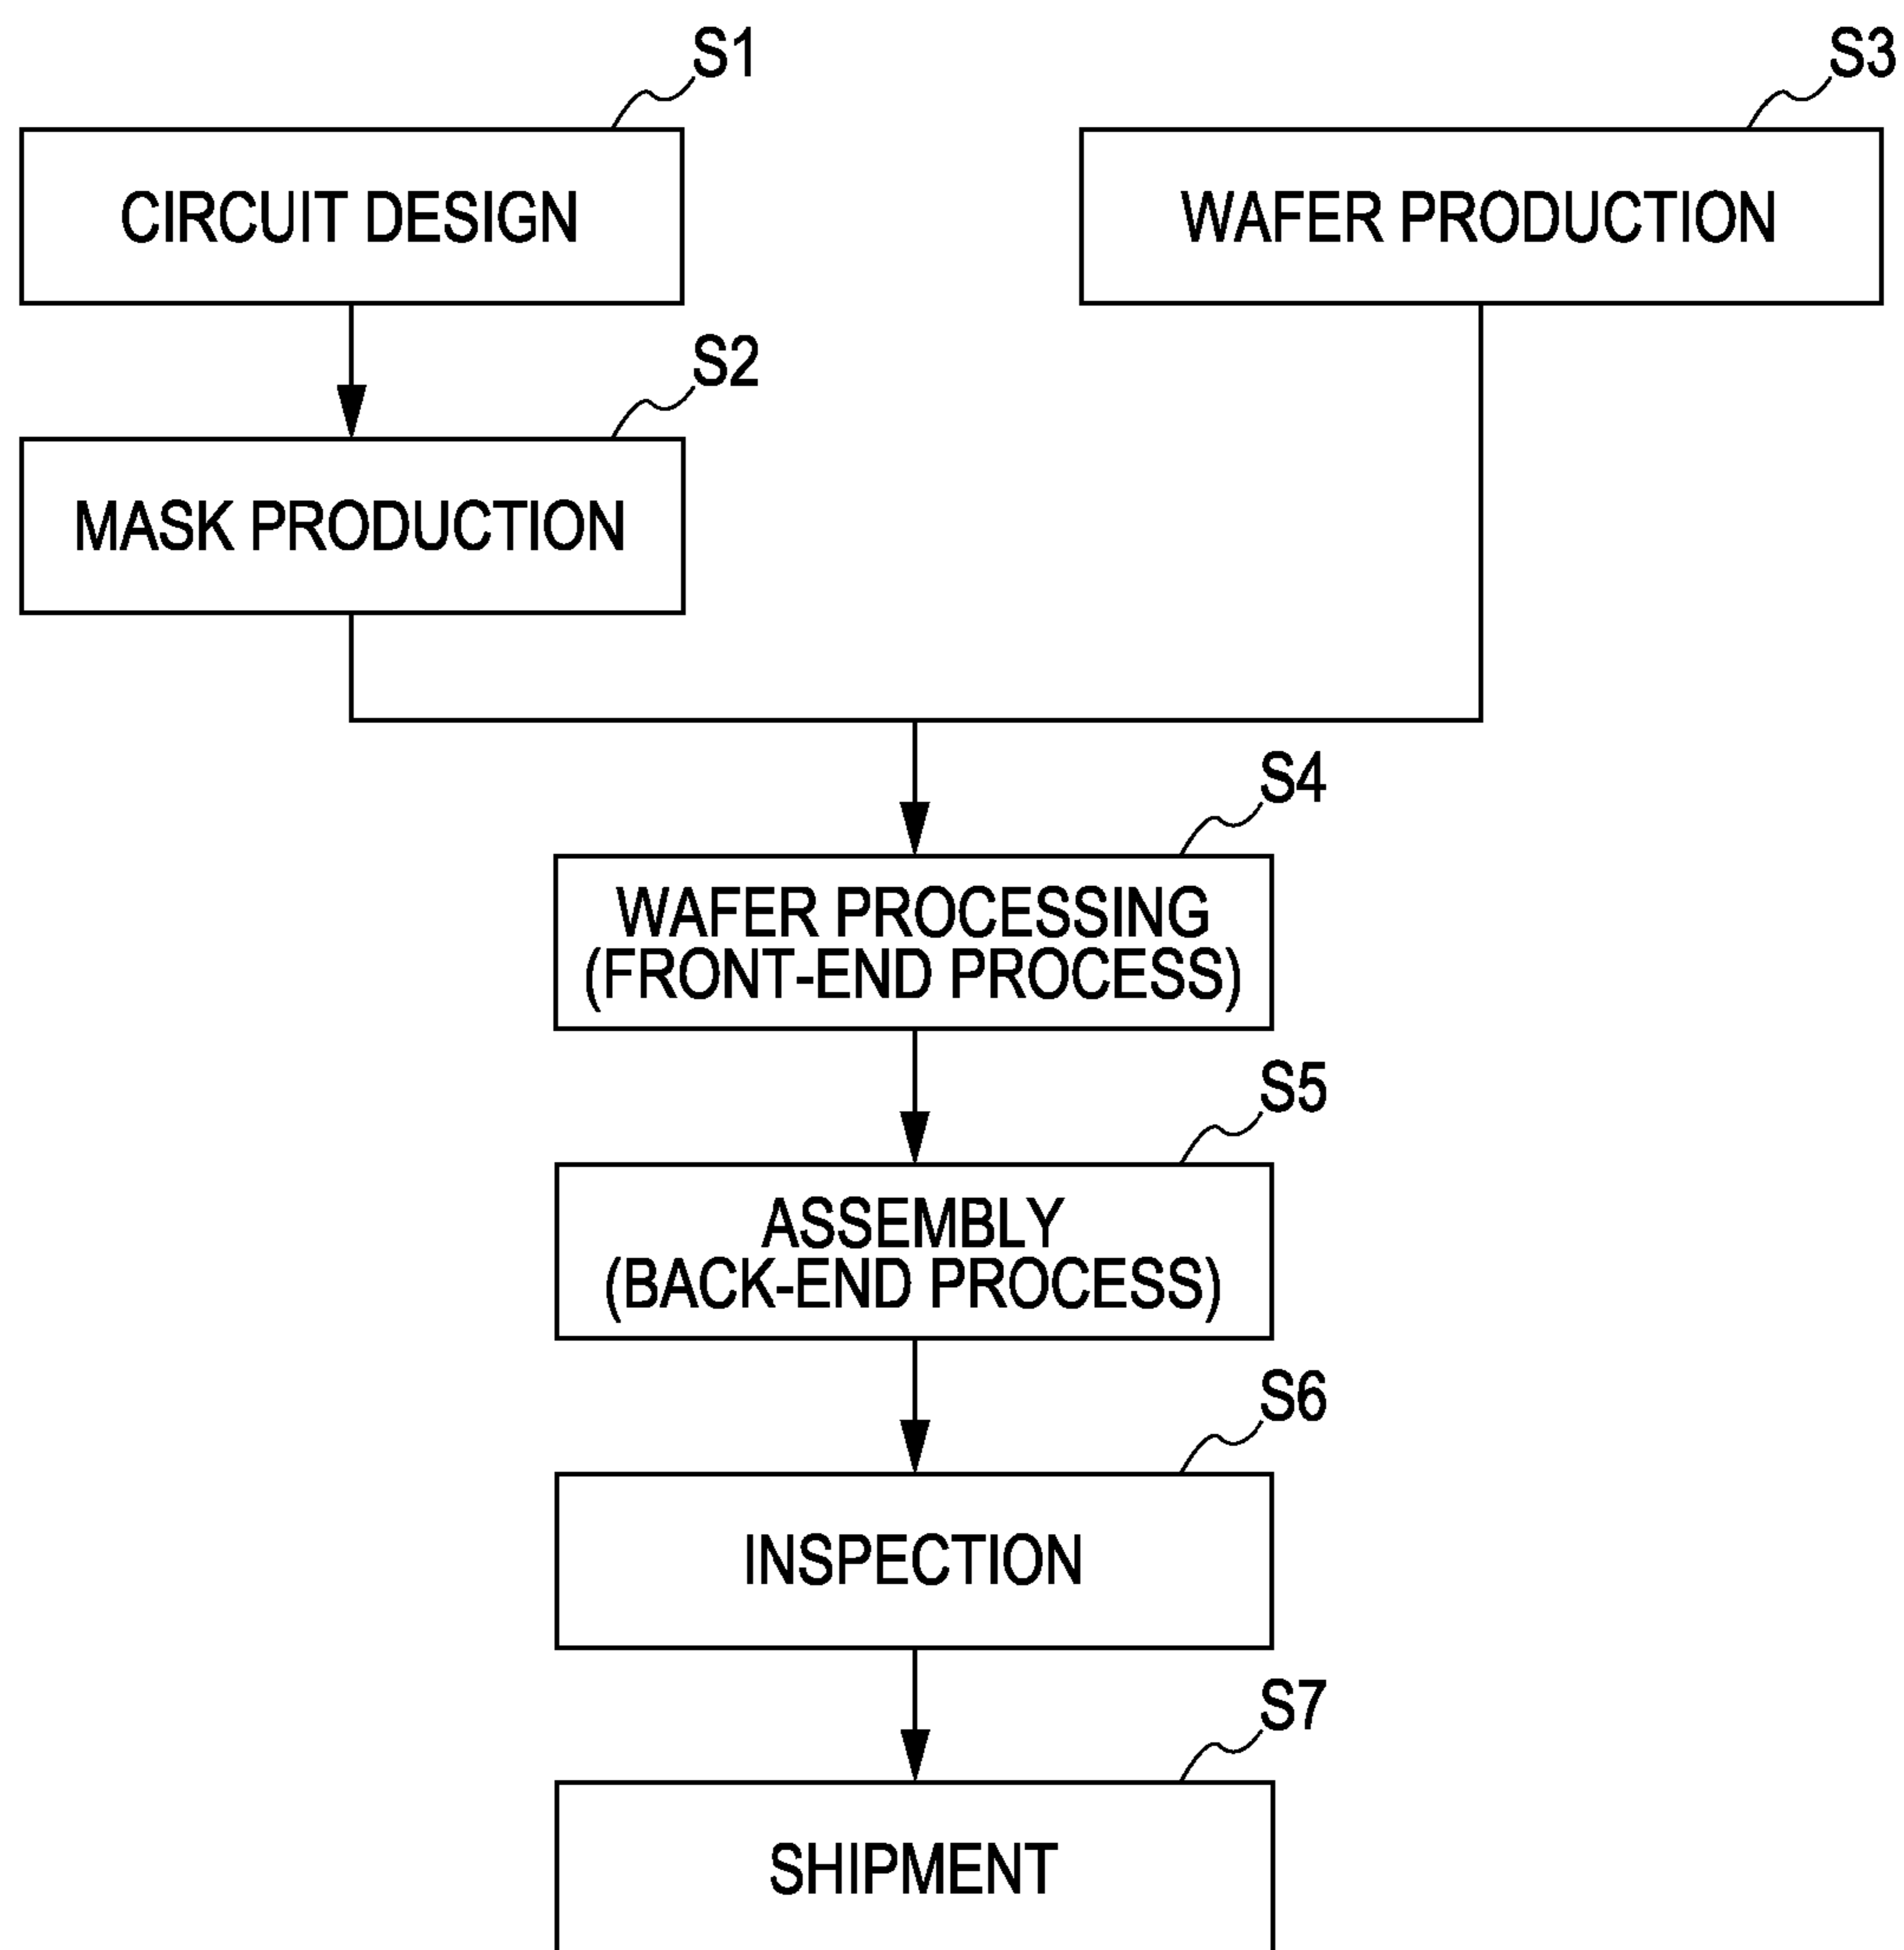 S1
CIRCUIT DESIGN
S2
MASK PRODUCTION
S3
WAFER PRODUCTION
S4
WAFER PROCESSING
(FRONT-END PROCESS)
S5
ASSEMBLY
(BACK-END PROCESS)
S6
INSPECTION
S7
SHIPMENT